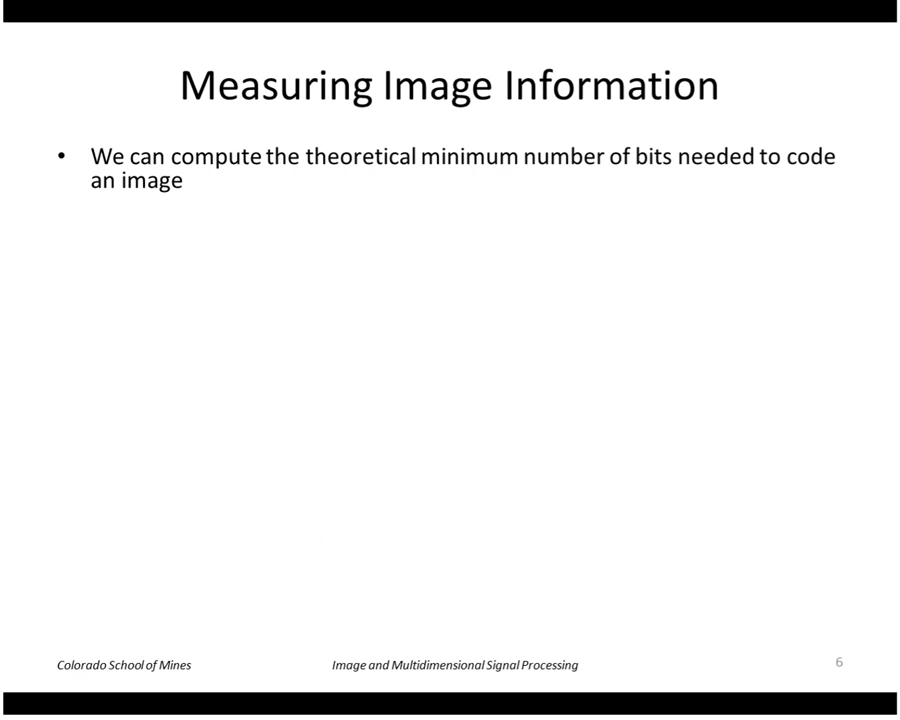 Measuring Image Information
• We can compute the theoretical minimum number of bits needed to code
an image
Colorado School of Mines
Image and Multidimensional Signal Processing
6